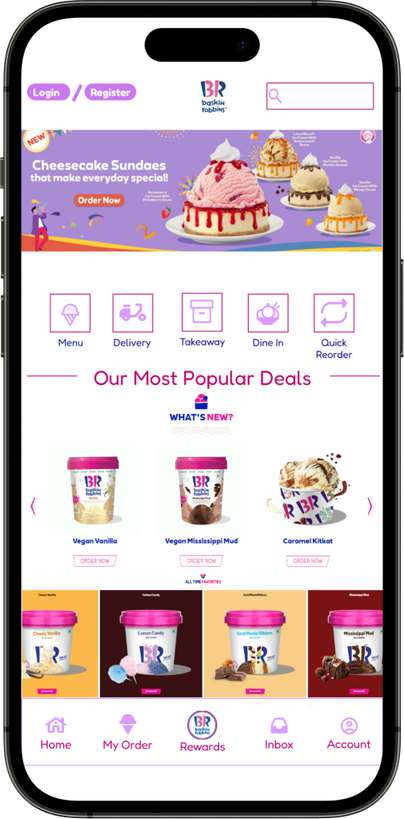 Login / Register
BR
baskin
robbins
NEW
Cheesecake Sundaes
that make everyday special!
Order Now
Menu
Delivery
Takeaway
Dine In
Quick
Reorder
Our Most Popular Deals
WHAT'S NEW?
Vegan Vanilla
Vegan Mississippi Mud
Caramel Kitkat
ORDER NOW
ORDER NOW
ORDER NOW
ALL TIME FAVORITES
Classic Vanilla
Cotton Candy
Gold Medal Ribbon
Mississippi Mud
Home
My Order
Rewards
Inbox
Account